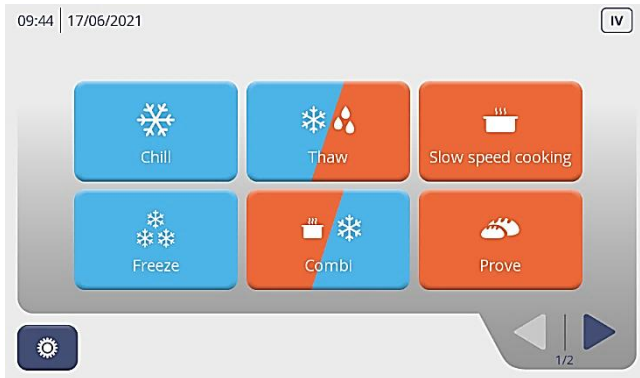 09:44 17/06/2021
IV
Chill
Thaw
Slow speed cooking
Freeze
Combi
Prove
1/2